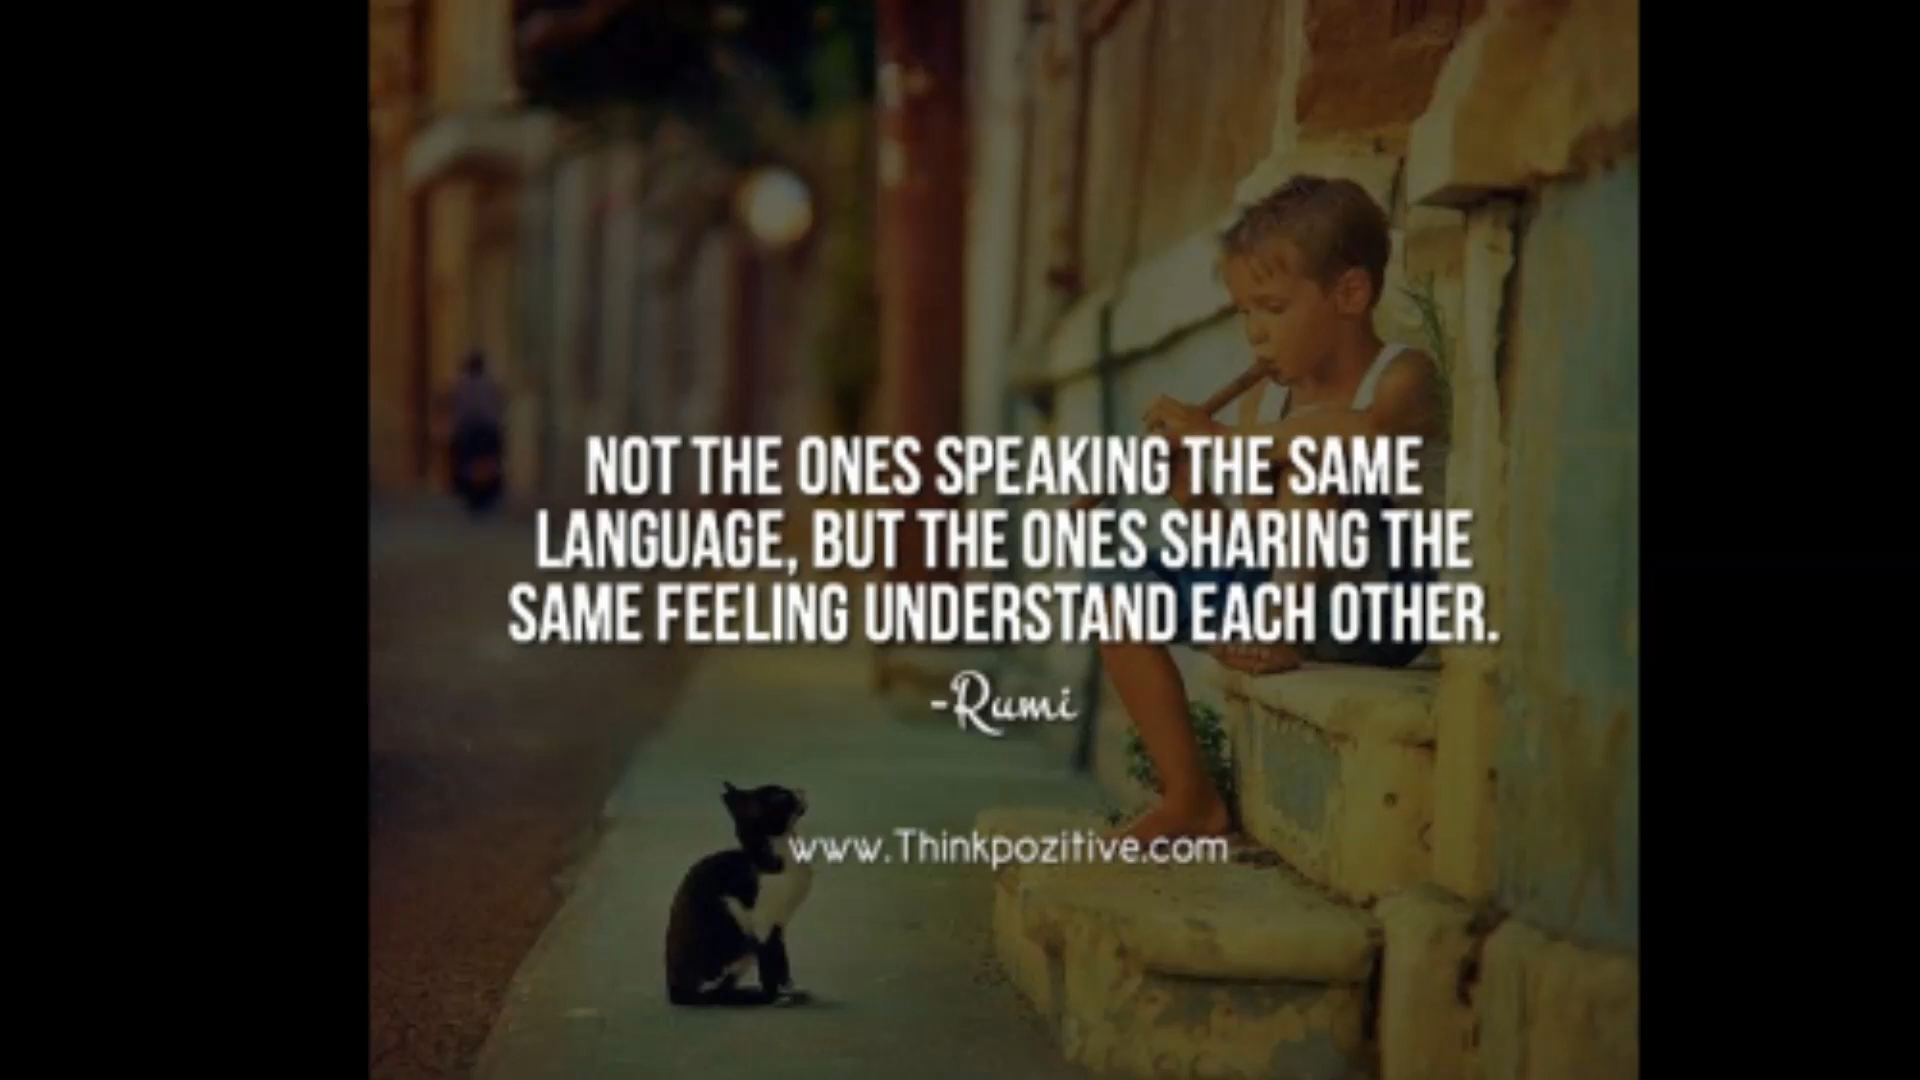 NOT THE ONES SPEAKING THE SAME
LANGUAGE, BUT THE ONES SHARING THE
SAME FEELING UNDERSTAND EACH OTHER.
-Rumi
www.Thinkpozitive.com